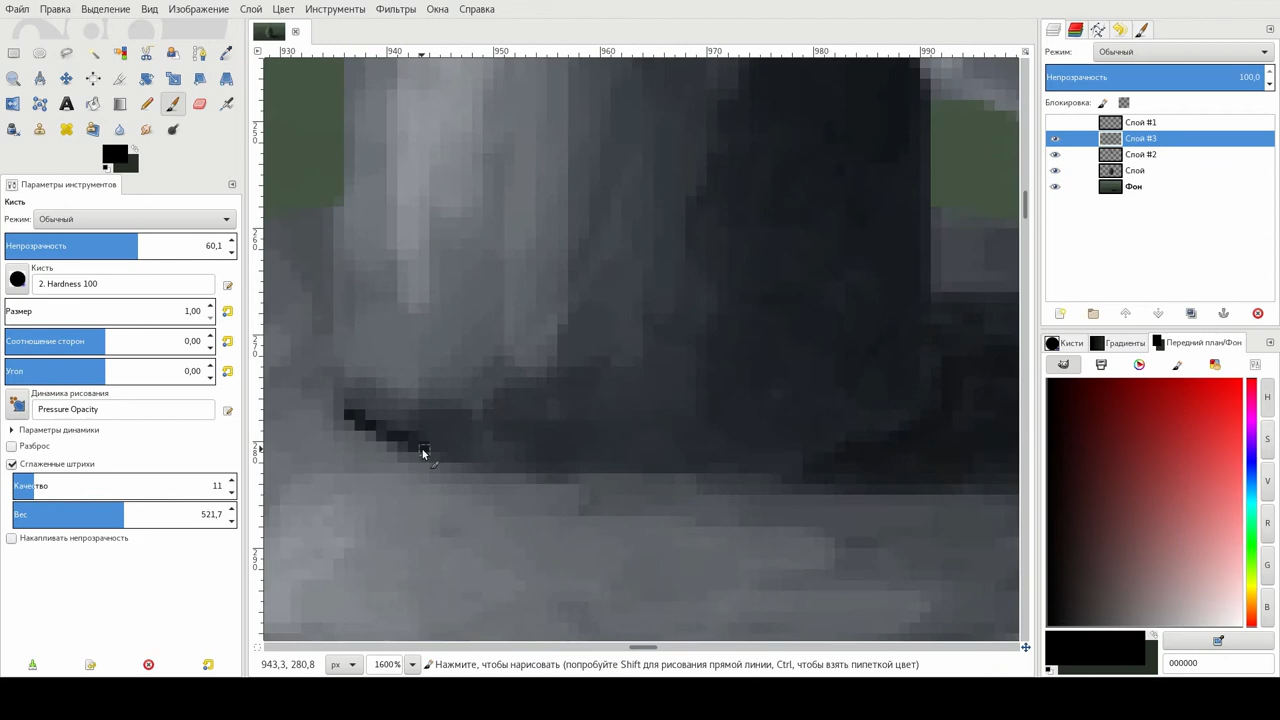 Файл Правка Выделение Вид Изображение Слой Цвет Инструменты Фильтры Окна Справка
930 940 950 960 970 980 990
250
260
270
280
290
Параметры инструментов
Кисть
Режим: Обычный
Непрозрачность 60,1
Кисть
2. Hardness 100
Размер 1,00
Соотношение сторон 0,00
Угол 0,00
Динамика рисования
Pressure Opacity
Параметры динамики
Разброс
Сглаженные штрихи
Качество 11
Вес 521,7
Накапливать непрозрачность
943,3, 280,8 px 1600% Нажмите, чтобы нарисовать (попробуйте Shift для рисования прямой линии, Ctrl, чтобы взять пипеткой цвет)
Режим: Обычный
Непрозрачность 100,0
Блокировка:
Слой #1
Слой #3
Слой #2
Слой
Фон
Кисти Градиенты Передний план/Фон
H
S
V
R
G
B
000000